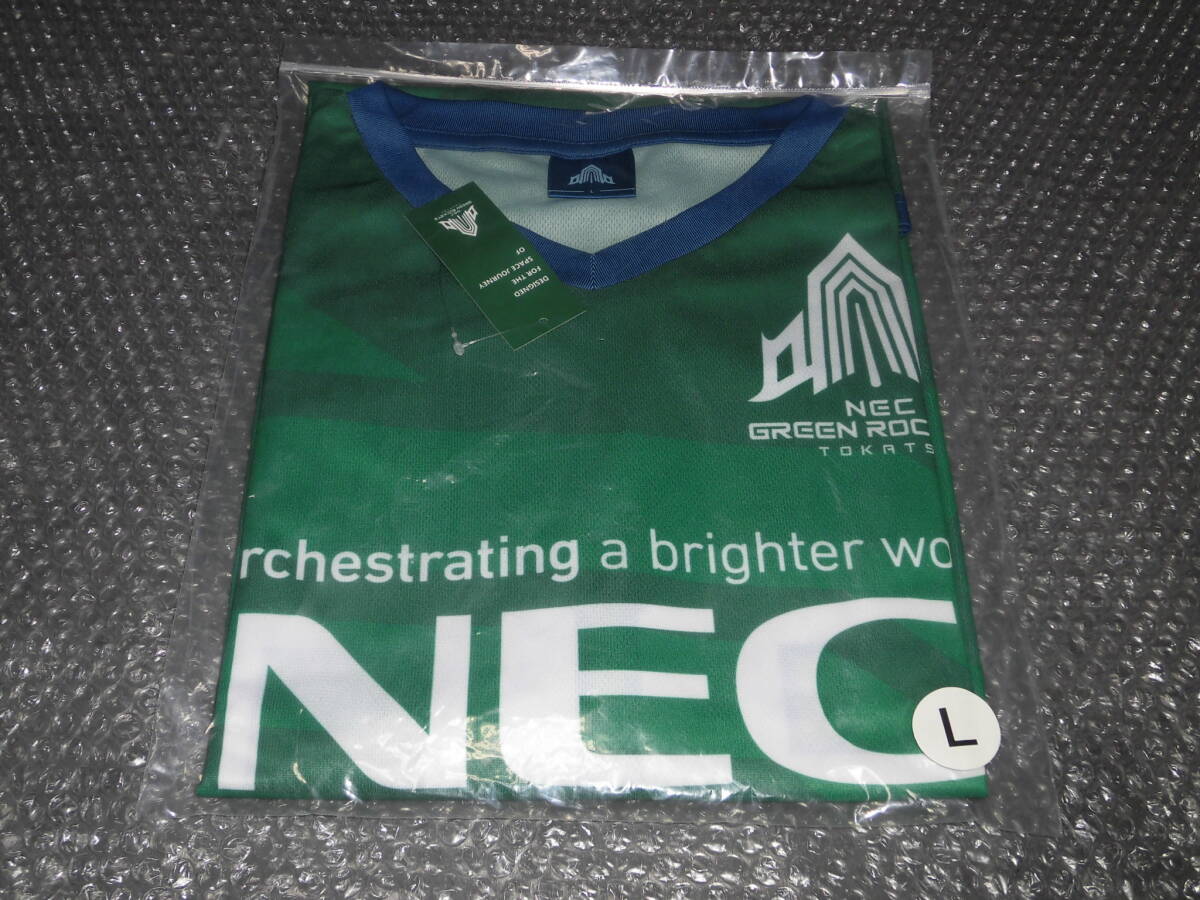 L
DESIGNED
FOR THE
SPACE JOURNEY
Of
NEC
GREEN ROC
TOKATS
rchestrating a brighter wo
NEC
L